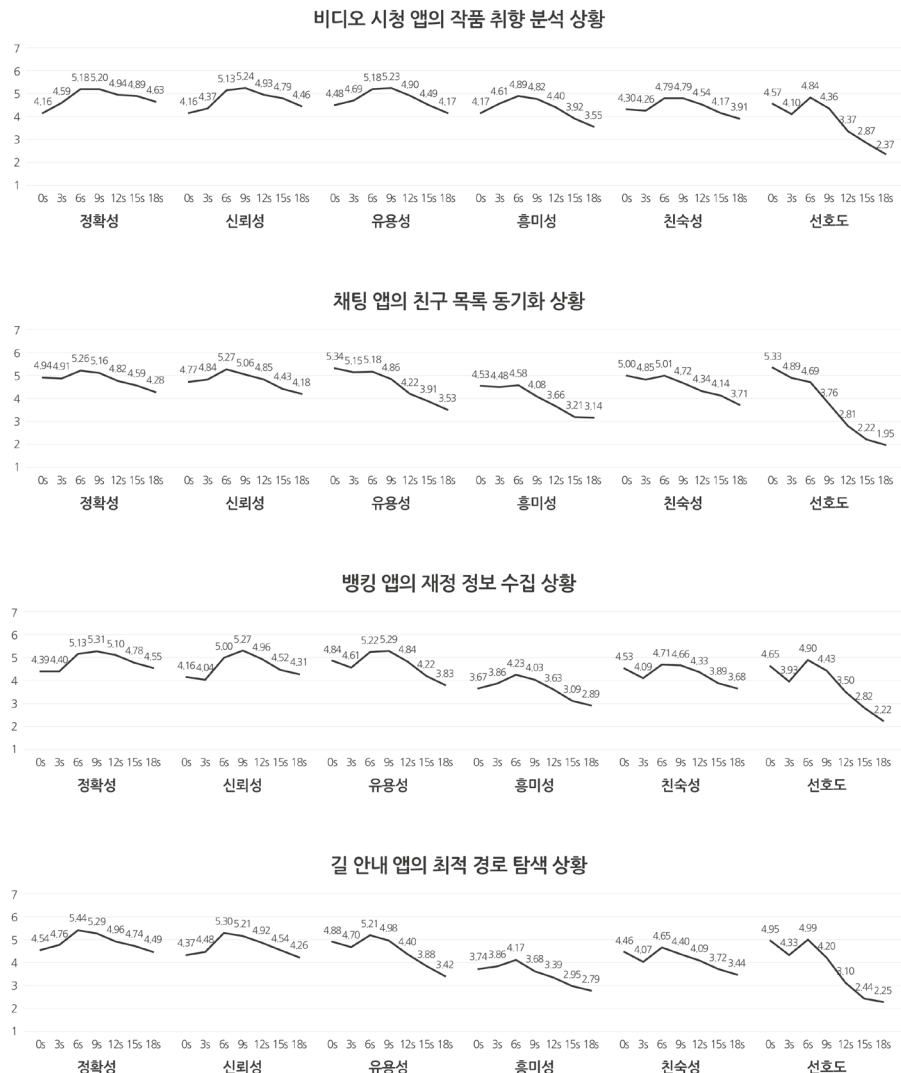 비디오 시청 앱의 작품 취향 분석 상황
7
6
5
4
3
2
1
4.16 4.59 5.18 5.20 4.94 4.89 4.63
4.16 4.37 5.13 5.24 4.93 4.79 4.46
4.48 4.69 5.18 5.23 4.90 4.49 4.17
4.17 4.61 4.89 4.82 4.40 3.92 3.55
4.30 4.26 4.79 4.79 4.54 4.17 3.91
4.57 4.10 4.84 4.36 3.37 2.87 2.37
0s 3s 6s 9s 12s 15s 18s 0s 3s 6s 9s 12s 15s 18s 0s 3s 6s 9s 12s 15s 18s 0s 3s 6s 9s 12s 15s 18s 0s 3s 6s 9s 12s 15s 18s 0s 3s 6s 9s 12s 15s 18s
정확성 신뢰성 유용성 흥미성 친숙성 선호도
채팅 앱의 친구 목록 동기화 상황
7
6
5
4
3
2
1
4.94 4.91 5.26 5.16 4.82 4.59 4.28
4.77 4.84 5.27 5.06 4.85 4.43 4.18
5.34 5.15 5.18 4.86 4.22 3.91 3.53
4.53 4.48 4.58 4.08 3.66 3.21 3.14
5.00 4.85 5.01 4.72 4.34 4.14 3.71
5.33 4.89 4.69 3.76 2.81 2.22 1.95
0s 3s 6s 9s 12s 15s 18s 0s 3s 6s 9s 12s 15s 18s 0s 3s 6s 9s 12s 15s 18s 0s 3s 6s 9s 12s 15s 18s 0s 3s 6s 9s 12s 15s 18s 0s 3s 6s 9s 12s 15s 18s
정확성 신뢰성 유용성 흥미성 친숙성 선호도
뱅킹 앱의 재정 정보 수집 상황
7
6
5
4
3
2
1
4.39 4.40 5.13 5.31 5.10 4.78 4.55
4.16 4.04 5.00 5.27 4.96 4.52 4.31
4.84 4.61 5.22 5.29 4.84 4.22 3.83
3.67 3.86 4.23 4.03 3.63 3.09 2.89
4.53 4.09 4.71 4.66 4.33 3.89 3.68
4.65 3.93 4.90 4.43 3.50 2.82 2.22
0s 3s 6s 9s 12s 15s 18s 0s 3s 6s 9s 12s 15s 18s 0s 3s 6s 9s 12s 15s 18s 0s 3s 6s 9s 12s 15s 18s 0s 3s 6s 9s 12s 15s 18s 0s 3s 6s 9s 12s 15s 18s
정확성 신뢰성 유용성 흥미성 친숙성 선호도
길 안내 앱의 최적 경로 탐색 상황
7
6
5
4
3
2
1
4.54 4.76 5.44 5.29 4.96 4.74 4.49
4.37 4.48 5.30 5.21 4.92 4.54 4.26
4.88 4.70 5.21 4.98 4.40 3.88 3.42
3.74 3.86 4.17 3.68 3.39 2.95 2.79
4.46 4.07 4.65 4.40 4.09 3.72 3.44
4.95 4.33 4.99 4.20 3.10 2.44 2.25
0s 3s 6s 9s 12s 15s 18s 0s 3s 6s 9s 12s 15s 18s 0s 3s 6s 9s 12s 15s 18s 0s 3s 6s 9s 12s 15s 18s 0s 3s 6s 9s 12s 15s 18s 0s 3s 6s 9s 12s 15s 18s
정확성 신뢰성 유용성 흥미성 친숙성 선호도